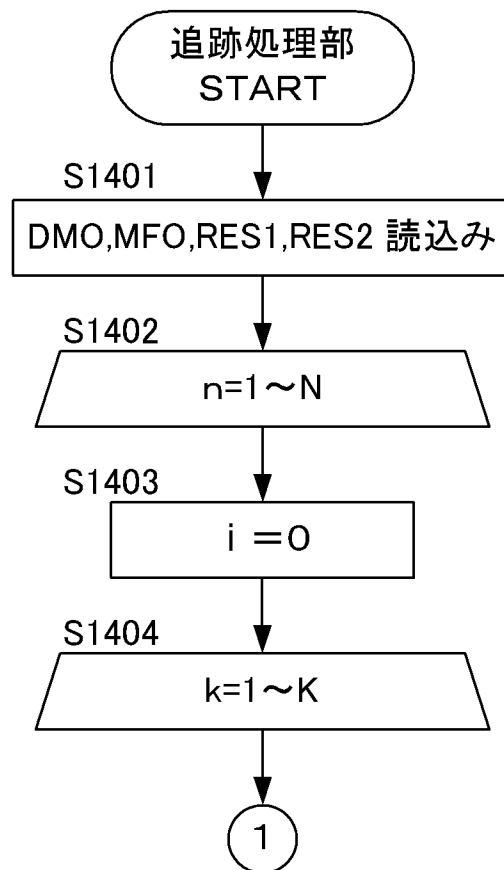 追跡処理部
START
S1401
DMO,MFO,RES1,RES2 読込み
S1402
n=1～N
S1403
i =0
S1404
k=1～K
1